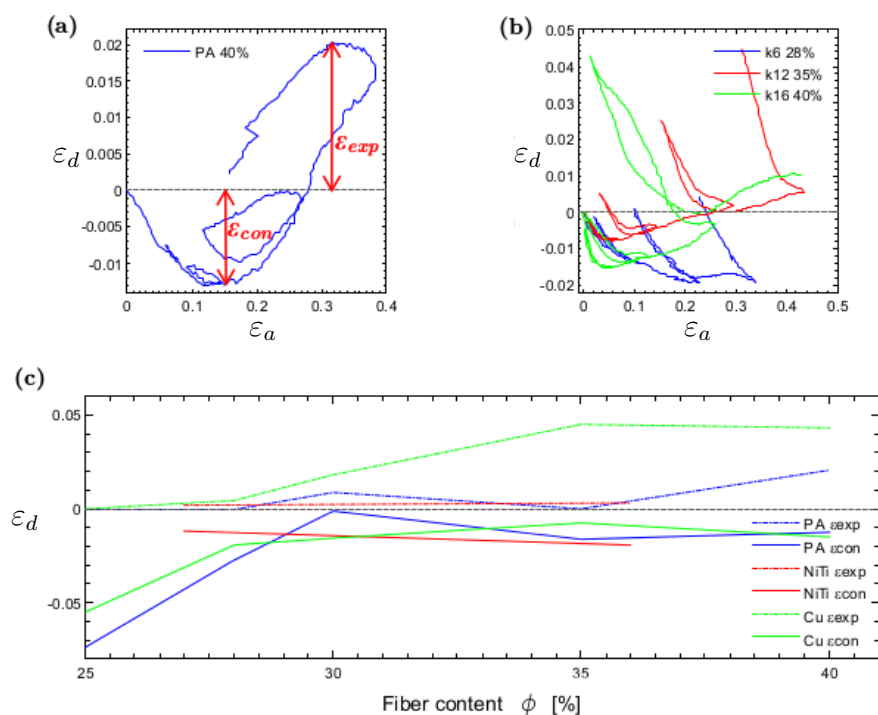 (a)
0.02
0.015
0.01
0.005
0
-0.005
-0.01
0
0.1
0.2
0.3
0.4
PA 40%
εexp
εcon
εd
εa
(b)
0.05
0.04
0.03
0.02
0.01
0
-0.01
-0.02
0
0.1
0.2
0.3
0.4
0.5
k6 28%
k12 35%
k16 40%
εd
εa
(c)
0.05
0
-0.05
εd
25
30
35
40
PA εexp
PA εcon
NiTi εexp
NiTi εcon
Cu εexp
Cu εcon
Fiber content ϕ [%]